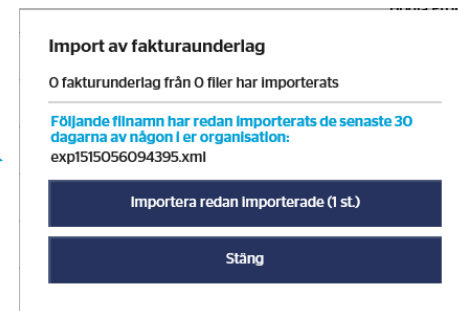 Import av fakturaunderlag
0 fakturunderlag från 0 filer har importerats
Följande filnamn har redan importerats de senaste 30
dagarna av någon i er organisation:
exp1515056094395.xml
Importera redan importerade (1 st.)
Stäng